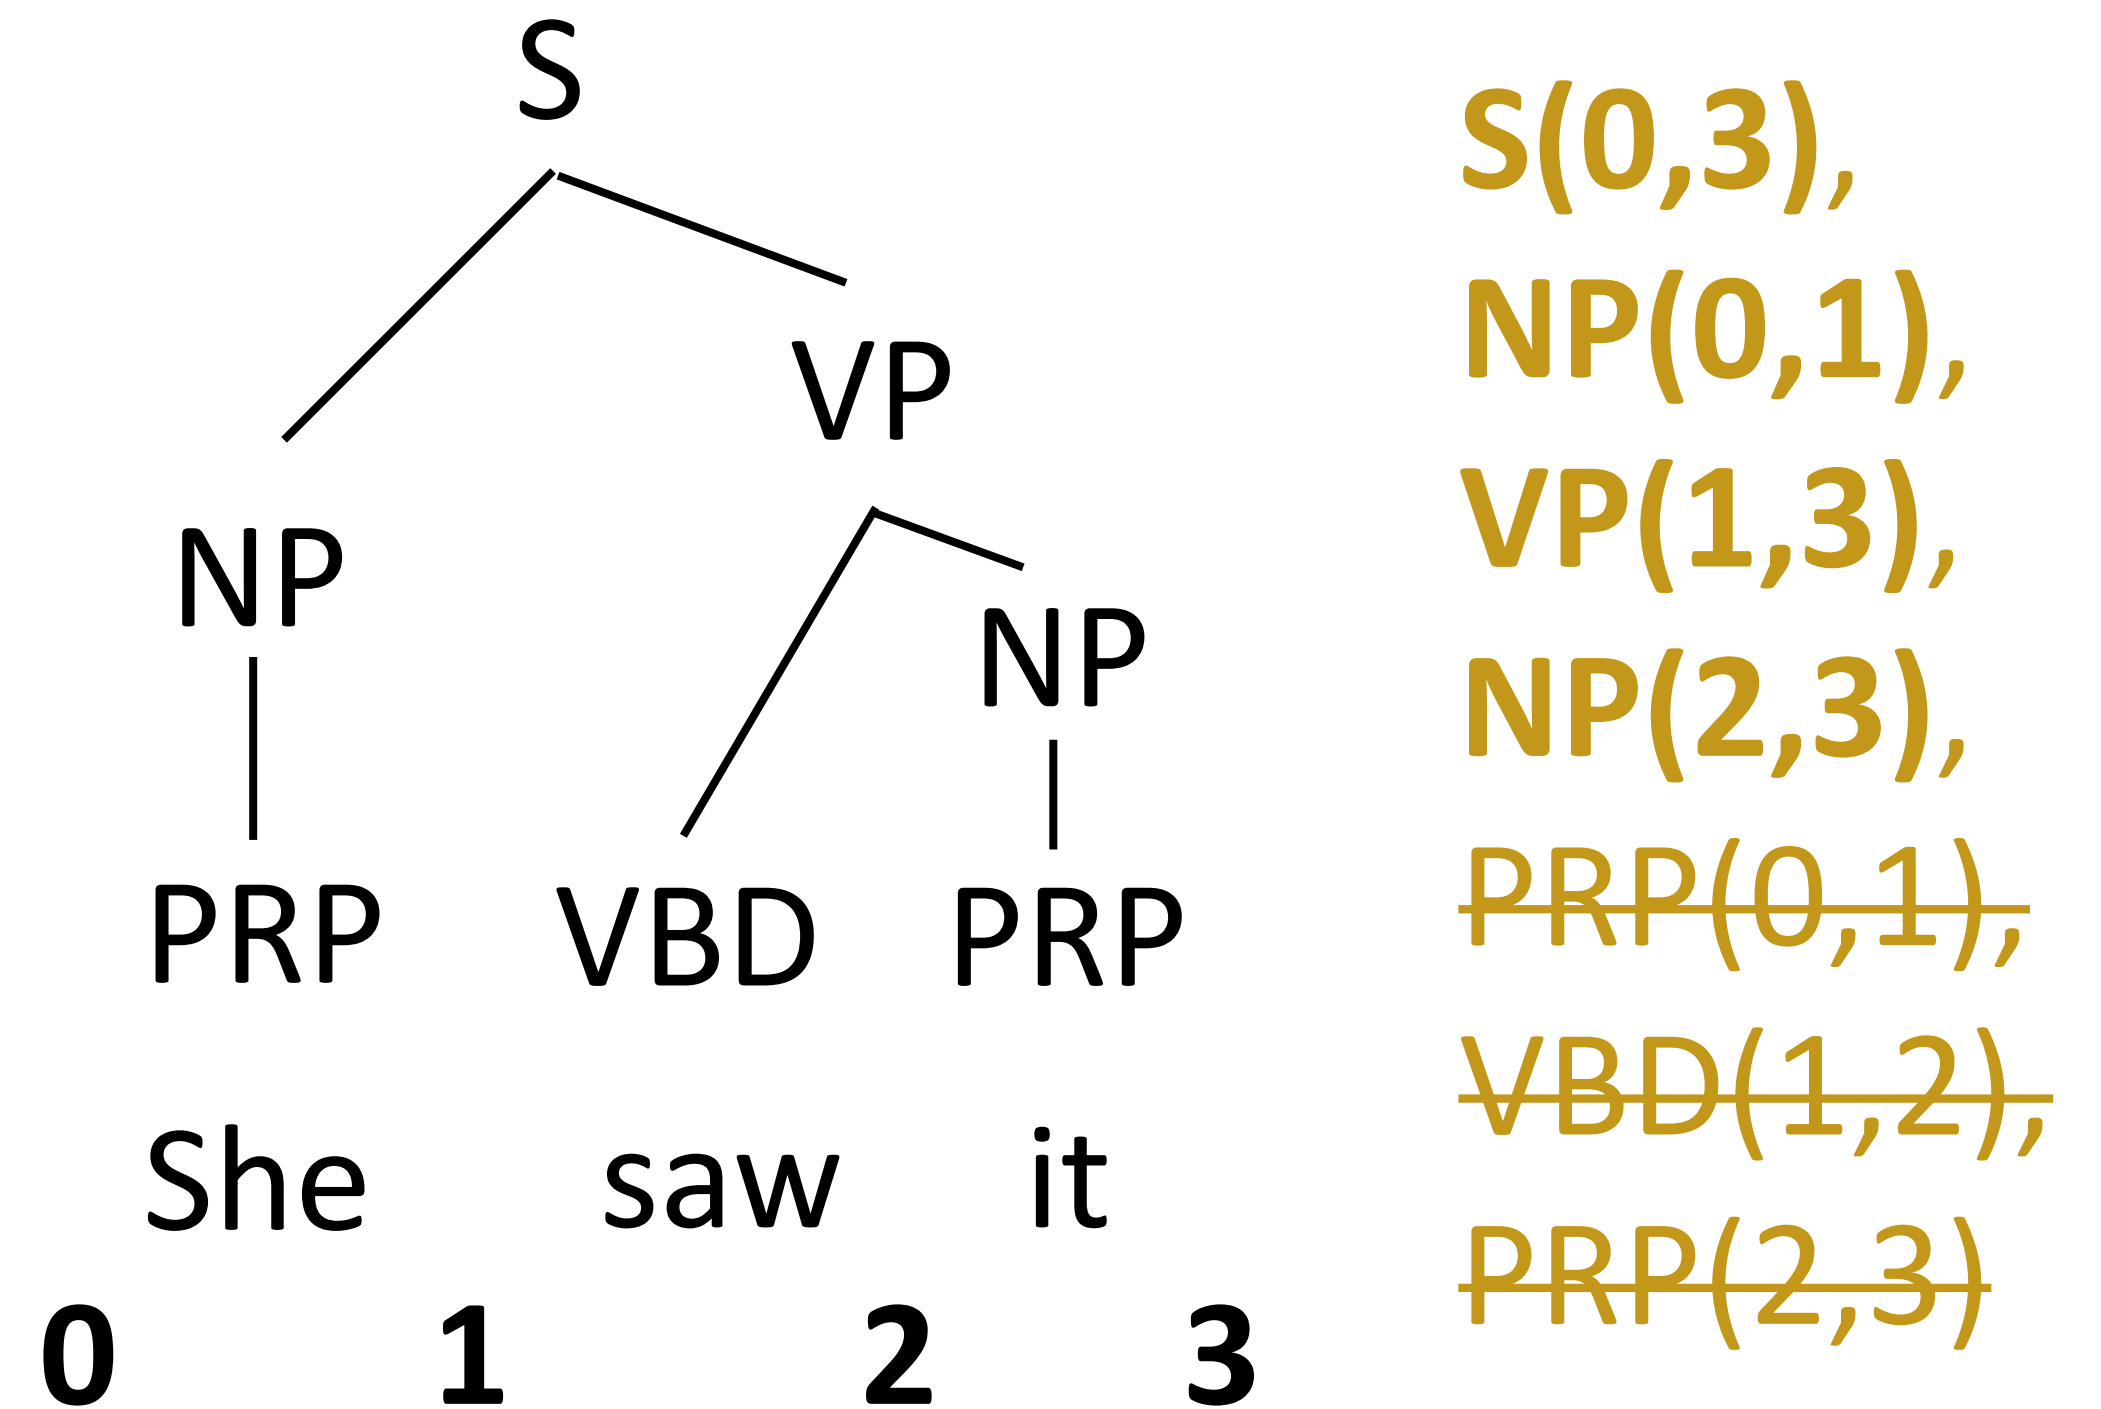 S
VP
NP
NP
PRP VBD PRP
She saw it
0 1 2 3
S(0,3),
NP(0,1),
VP(1,3),
NP(2,3),
PRP(0,1),
VBD(1,2),
PRP(2,3)